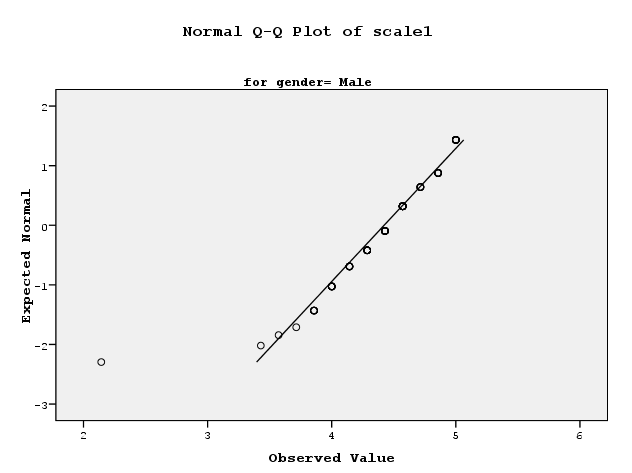 Normal Q-Q Plot of scale1
for gender= Male
Expected Normal
2
1
0
-1
-2
-3
2 3 4 5 6
Observed Value